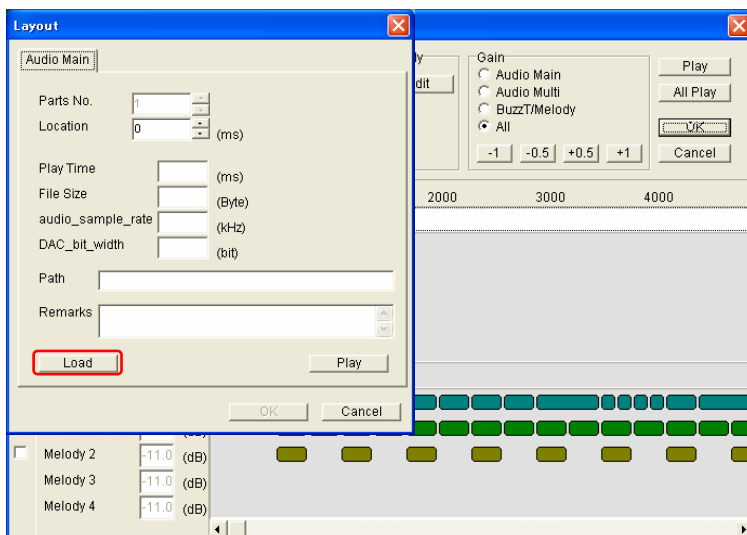 Layout
Audio Main
Parts No.
1
Location
0
(ms)
Play Time
(ms)
File Size
(Byte)
audio_sample_rate
(kHz)
DAC_bit_width
(bit)
Path
Remarks
Load
Play
OK
Cancel
Gain
Audio Main
Audio Multi
BuzzT/Melody
All
-1
-0.5
+0.5
+1
Play
All Play
OK
Cancel
2000
3000
4000
Melody 2
-11.0
(dB)
Melody 3
-11.0
(dB)
Melody 4
-11.0
(dB)